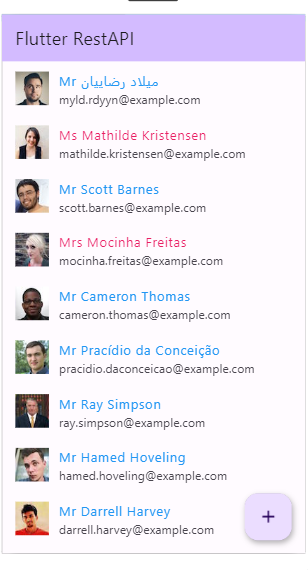 Flutter RestAPI
Mr میلاد رضاییان
myld.rdyyn@example.com
Ms Mathilde Kristensen
mathilde.kristensen@example.com
Mr Scott Barnes
scott.barnes@example.com
Mrs Mocinha Freitas
mocinha.freitas@example.com
Mr Cameron Thomas
cameron.thomas@example.com
Mr Pracídio da Conceição
pracidio.daconceicao@example.com
Mr Ray Simpson
ray.simpson@example.com
Mr Hamed Hoveling
hamed.hoveling@example.com
Mr Darrell Harvey
darrell.harvey@example.com